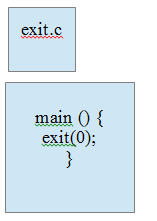 exit.c
main () {
exit(0);
}